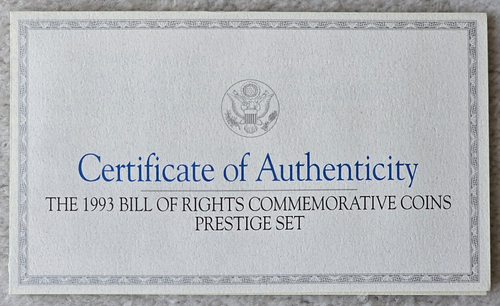 Certificate of Authenticity
THE 1993 BILL OF RIGHTS COMMEMORATIVE COINS
PRESTIGE SET